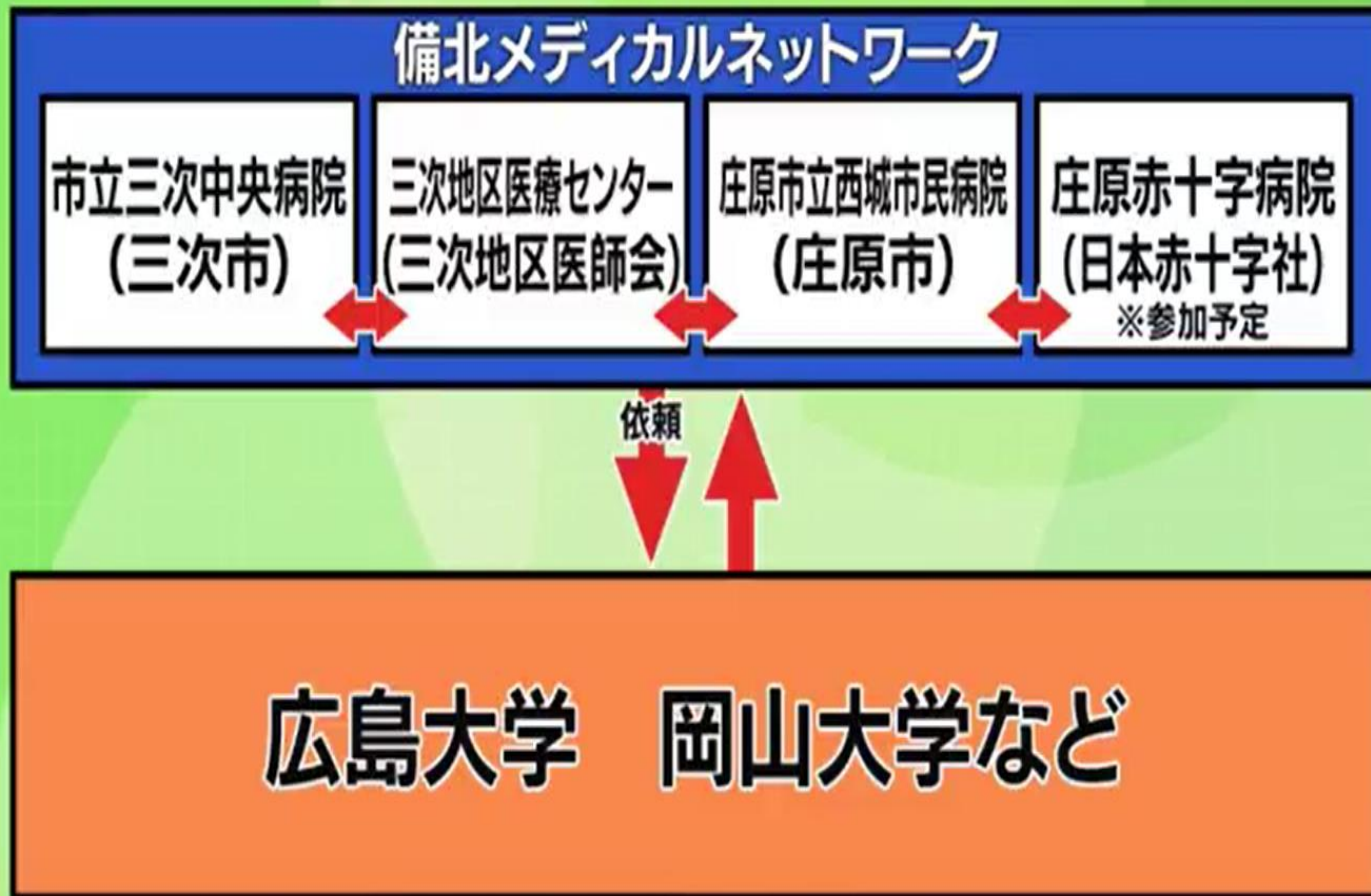 備北メディカルネットワーク
市立三次中央病院
(三次市)
三次地区医療センター
(三次地区医師会)
庄原市立西城市民病院
(庄原市)
庄原赤十字病院
(日本赤十字社)
※参加予定
依頼
広島大学　岡山大学など